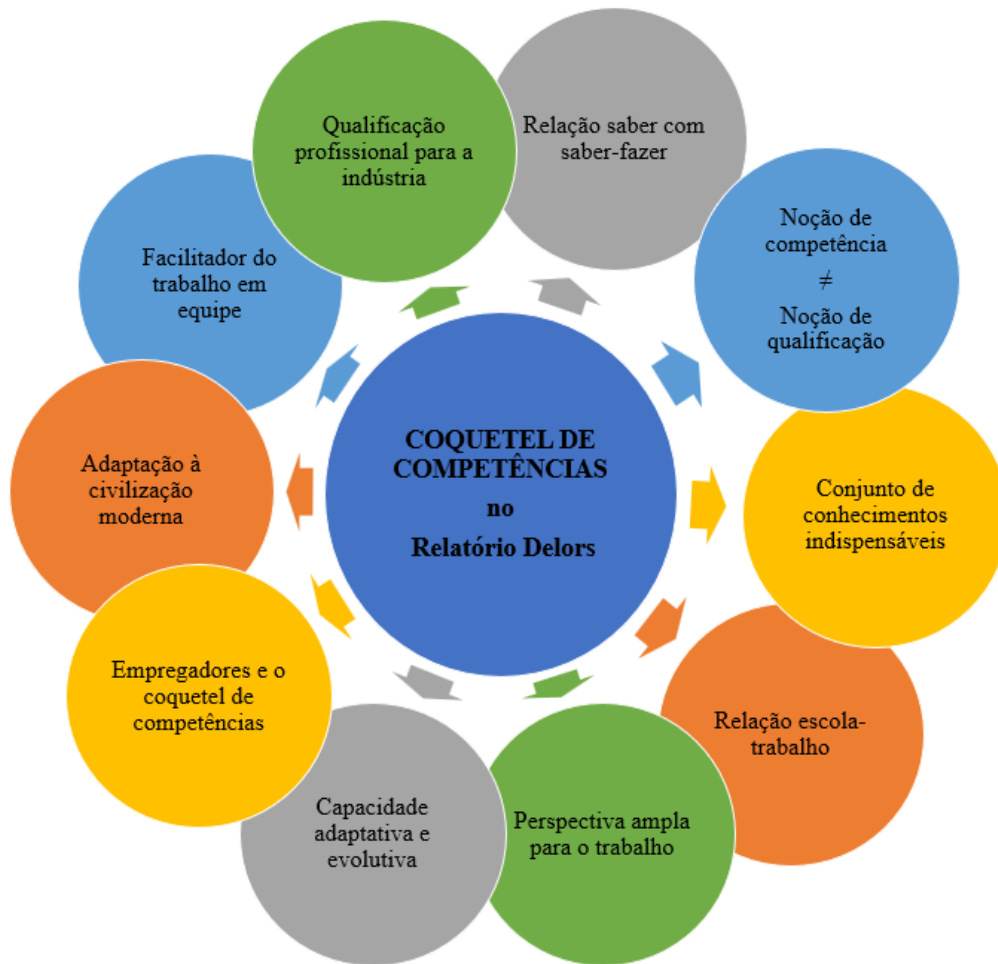 Qualificação
profissional para a
indústria
Relação saber com
saber-fazer
Noção de
competência
≠
Noção de
qualificação
Conjunto de
conhecimentos
indispensáveis
Relação escola-
trabalho
Perspectiva ampla
para o trabalho
Capacidade
adaptativa e
evolutiva
Empregadores e o
coquetel de
competências
Adaptação à
civilização
moderna
Facilitador do
trabalho em
equipe
COQUETEL DE
COMPETÊNCIAS
no
Relatório Delors